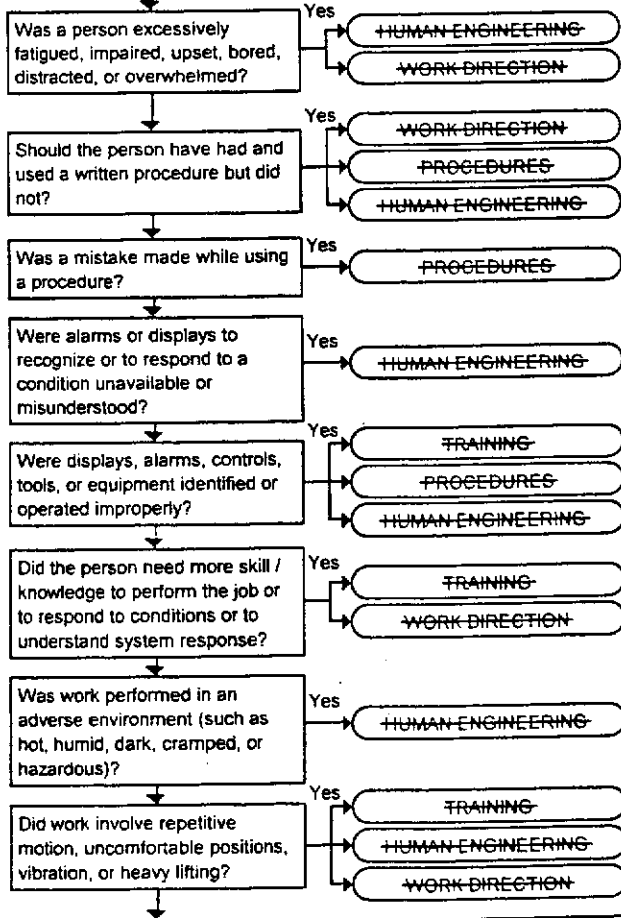 Was a person excessively
fatigued, impaired, upset, bored,
distracted, or overwhelmed?
Yes
HUMAN ENGINEERING
WORK DIRECTION
Should the person have had and
used a written procedure but did
not?
Yes
WORK DIRECTION
PROCEDURES
HUMAN ENGINEERING
Was a mistake made while using
a procedure?
Yes
PROCEDURES
Were alarms or displays to
recognize or to respond to a
condition unavailable or
misunderstood?
Yes
HUMAN ENGINEERING
Were displays, alarms, controls,
tools, or equipment identified or
operated improperly?
Yes
TRAINING
PROCEDURES
HUMAN ENGINEERING
Did the person need more skill /
knowledge to perform the job or
to respond to conditions or to
understand system response?
Yes
TRAINING
WORK DIRECTION
Was work performed in an
adverse environment (such as
hot, humid, dark, cramped, or
hazardous)?
Yes
HUMAN ENGINEERING
Did work involve repetitive
motion, uncomfortable positions,
vibration, or heavy lifting?
Yes
TRAINING
HUMAN ENGINEERING
WORK DIRECTION